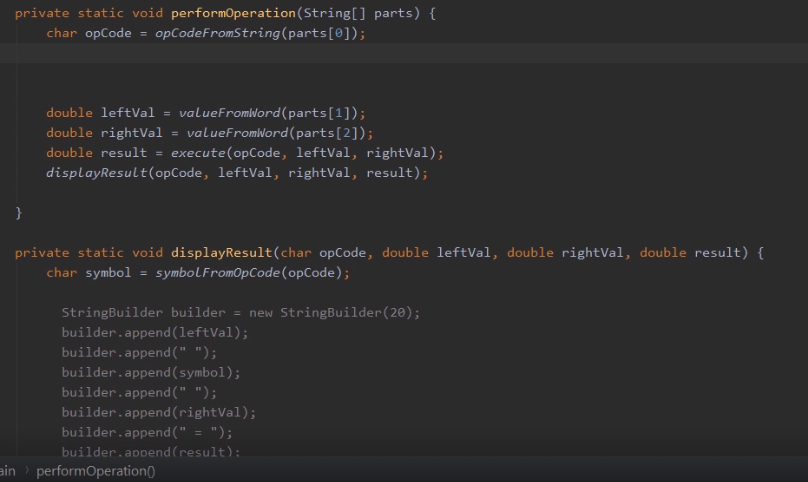 private static void performOperation(String[] parts) {
char opCode = opCodeFromString(parts[0]);
double leftVal = valueFromWord(parts[1]);
double rightVal = valueFromWord(parts[2]);
double result = execute(opCode, leftVal, rightVal);
displayResult(opCode, leftVal, rightVal, result);
}
private static void displayResult(char opCode, double leftVal, double rightVal, double result) {
char symbol = symbolFromOpCode(opCode);
StringBuilder builder = new StringBuilder(20);
builder.append(leftVal);
builder.append(" ");
builder.append(symbol);
builder.append(" ");
builder.append(rightVal);
builder.append(" = ");
builder.append(result);
ain › performOperation()